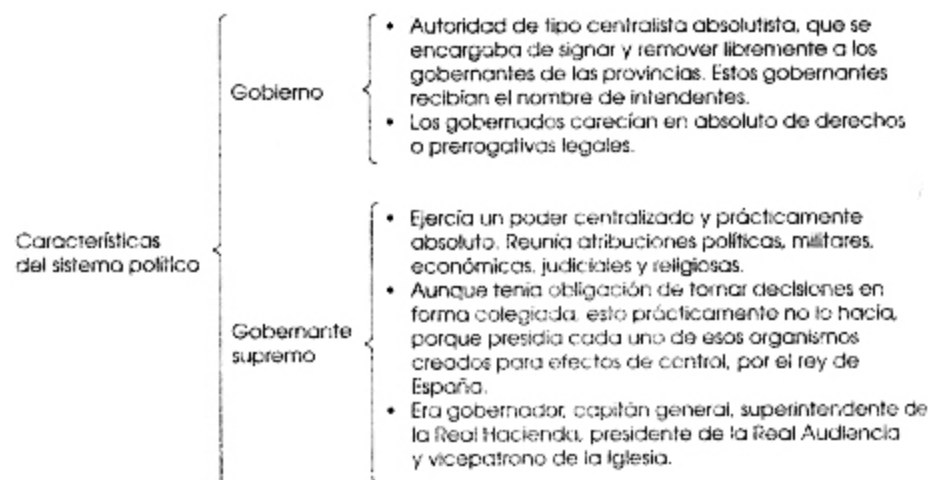 Características
del sistema político
Gobierno
• Autoridad de tipo centralista absolutista, que se
encargaba de signar y remover libremente a los
gobernantes de las provincias. Estos gobernantes
recibían el nombre de intendentes.
• Los gobernados carecían en absoluto de derechos
o prerrogativas legales.
Gobernante
supremo
• Ejercía un poder centralizado y prácticamente
absoluto. Reunía atribuciones políticas, militares,
económicas, judiciales y religiosas.
• Aunque tenía obligación de tomar decisiones en
forma colegiada, esto prácticamente no lo hacía,
porque presidía cada uno de esos organismos
creados para efectos de control, por el rey de
España.
• Era gobernador, capitán general, superintendente de
la Real Hacienda, presidente de la Real Audiencia
y vicepatrono de la Iglesia.